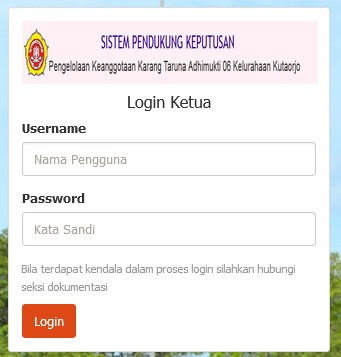 SISTEM PENDUKUNG KEPUTUSAN
Pengelolaan Keanggotaan Karang Taruna Adhimukti 06 Kelurahaan Kutaorjo
Login Ketua
Username
Nama Pengguna
Password
Kata Sandi
Bila terdapat kendala dalam proses login silahkan hubungi
seksi dokumentasi
Login